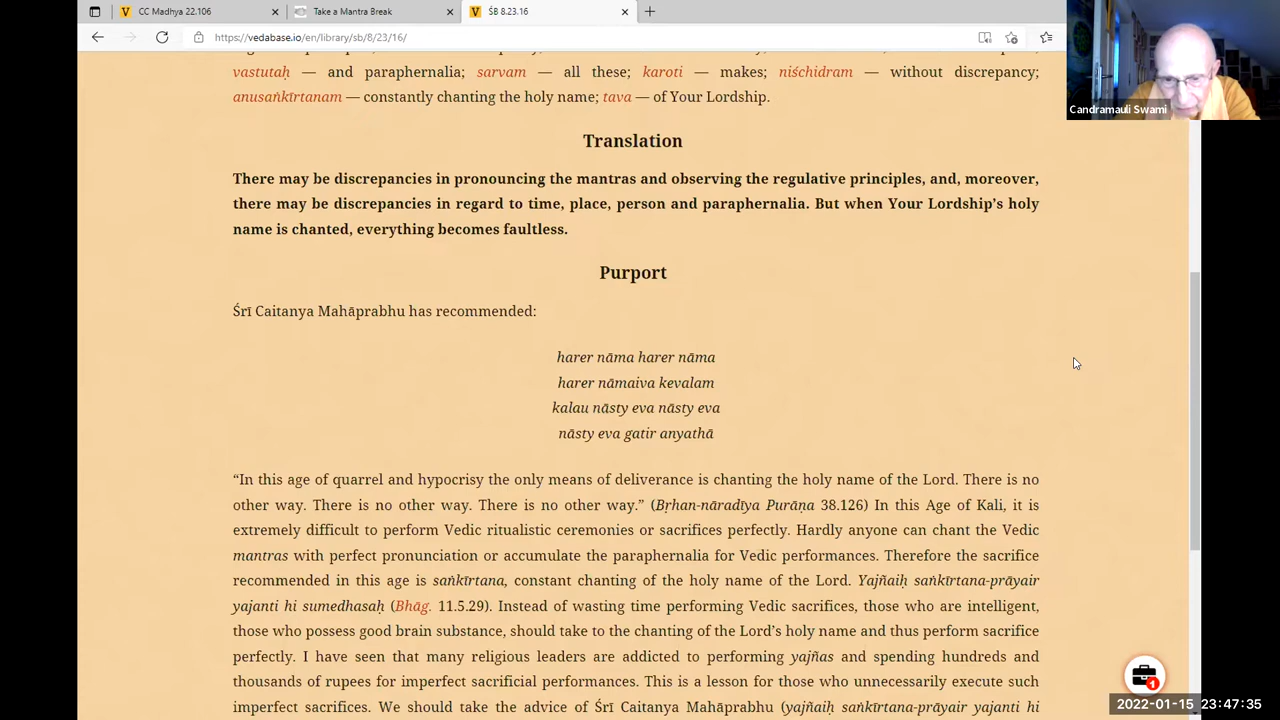 CC Madhya 22.106
Take a Mantra Break
ŚB 8.23.16
https://vedabase.io/en/library/sb/8/23/16/
vastutaḥ — and paraphernalia; sarvam — all these; karoti — makes; niśchidram — without discrepancy;
anusaṅkīrtanam — constantly chanting the holy name; tava — of Your Lordship.
Translation
There may be discrepancies in pronouncing the mantras and observing the regulative principles, and, moreover,
there may be discrepancies in regard to time, place, person and paraphernalia. But when Your Lordship’s holy
name is chanted, everything becomes faultless.
Purport
Śrī Caitanya Mahāprabhu has recommended:
harer nāma harer nāma
harer nāmaiva kevalam
kalau nāsty eva nāsty eva
nāsty eva gatir anyathā
“In this age of quarrel and hypocrisy the only means of deliverance is chanting the holy name of the Lord. There is no
other way. There is no other way. There is no other way.” (Bṛhan-nāradīya Purāṇa 38.126) In this Age of Kali, it is
extremely difficult to perform Vedic ritualistic ceremonies or sacrifices perfectly. Hardly anyone can chant the Vedic
mantras with perfect pronunciation or accumulate the paraphernalia for Vedic performances. Therefore the sacrifice
recommended in this age is saṅkīrtana, constant chanting of the holy name of the Lord. Yajñaiḥ saṅkīrtana-prāyair
yajanti hi sumedhasaḥ (Bhāg. 11.5.29). Instead of wasting time performing Vedic sacrifices, those who are intelligent,
those who possess good brain substance, should take to the chanting of the Lord’s holy name and thus perform sacrifice
perfectly. I have seen that many religious leaders are addicted to performing yajñas and spending hundreds and
thousands of rupees for imperfect sacrificial performances. This is a lesson for those who unnecessarily execute such
imperfect sacrifices. We should take the advice of Śrī Caitanya Mahāprabhu (yajñaiḥ saṅkīrtana-prāyair yajanti hi
Candramauli Swami
1
2022-01-15 23:47:35